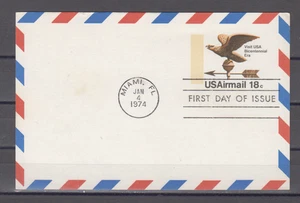 Visit USA
Bicentennial
Era
USAirmail 18c
MIAMI, FL
JAN
4
1974
FIRST DAY OF ISSUE